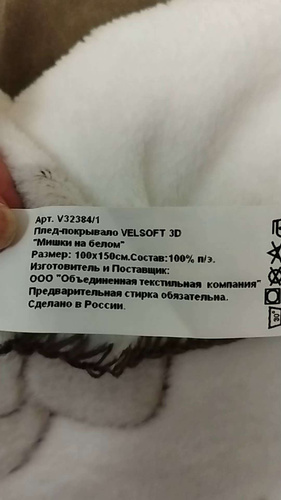 Арт. V32384/1
Плед-покрывало VELSOFT 3D
"Мишки на белом"
Размер: 100х150см.Состав:100% п/э.
Изготовитель и Поставщик:
ООО "Объединенная текстильная компания"
Предварительная стирка обязательна.
Сделано в России.
30°